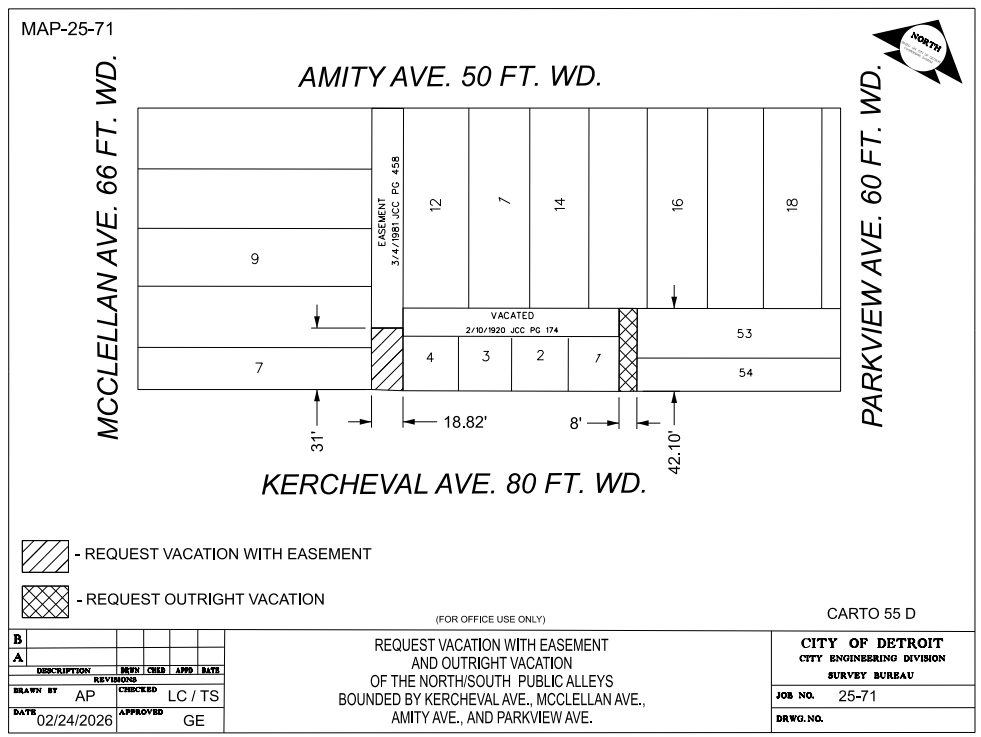 MAP-25-71
NORTH
AMITY AVE. 50 FT. WD.
MCCLELLAN AVE. 66 FT. WD.
PARKVIEW AVE. 60 FT. WD.
EASEMENT
3/4/1981 JCC PG 458
12
7
14
16
18
9
VACATED
2/10/1920 JCC PG 174
53
7
4
3
2
1
54
31'
18.82'
8'
42.10'
KERCHEVAL AVE. 80 FT. WD.
- REQUEST VACATION WITH EASEMENT
- REQUEST OUTRIGHT VACATION
(FOR OFFICE USE ONLY)
CARTO 55 D
B
A
DESCRIPTION DRWN CHKD APPD DATE
REVISIONS
DRAWN BY AP CHECKED LC / TS
DATE 02/24/2026 APPROVED GE
REQUEST VACATION WITH EASEMENT
AND OUTRIGHT VACATION
OF THE NORTH/SOUTH PUBLIC ALLEYS
BOUNDED BY KERCHEVAL AVE., MCCLELLAN AVE.,
AMITY AVE., AND PARKVIEW AVE.
CITY OF DETROIT
CITY ENGINEERING DIVISION
SURVEY BUREAU
JOB NO. 25-71
DRWG. NO.